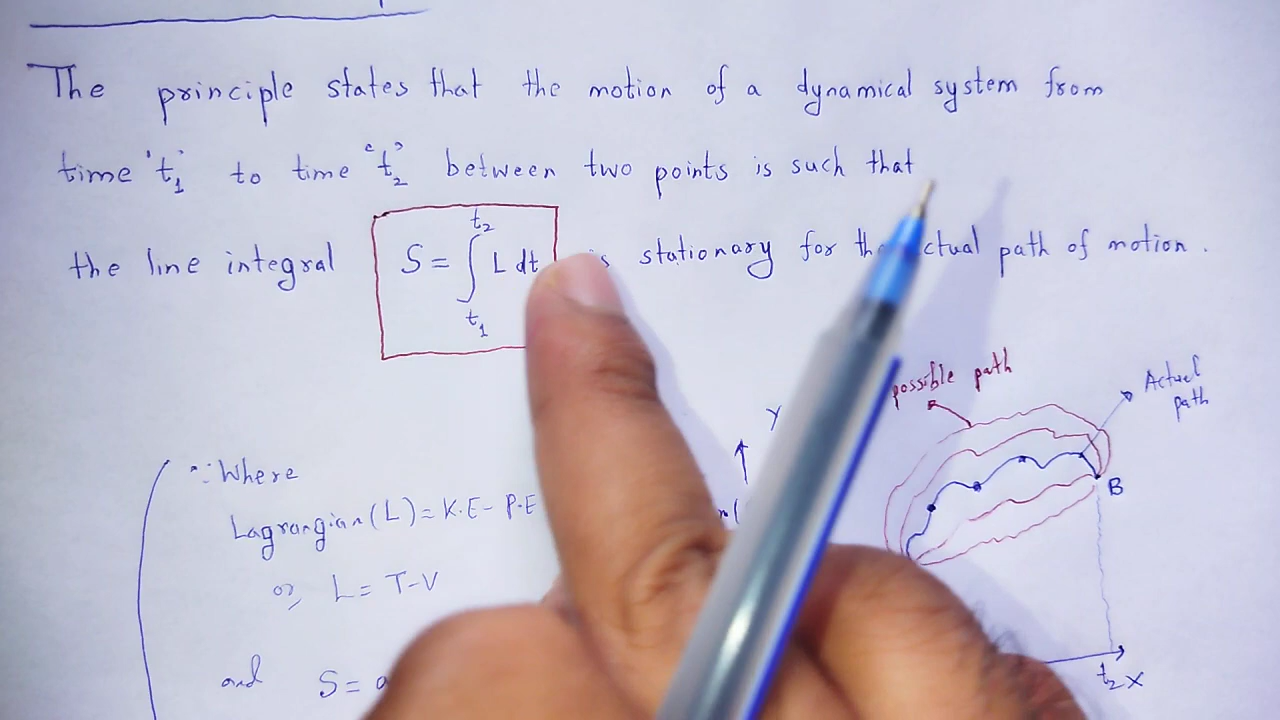 The principle states that the motion of a dynamical system from
time 't₁' to time 't₂' between two points is such that
the line integral S = ∫ₜ₁ᵗ² L dt is stationary for the actual path of motion.
possible path
Actual path
Y
B
∵ Where
Lagrangian (L) = K.E - P.E
or, L = T-V
and S =
t₂ X